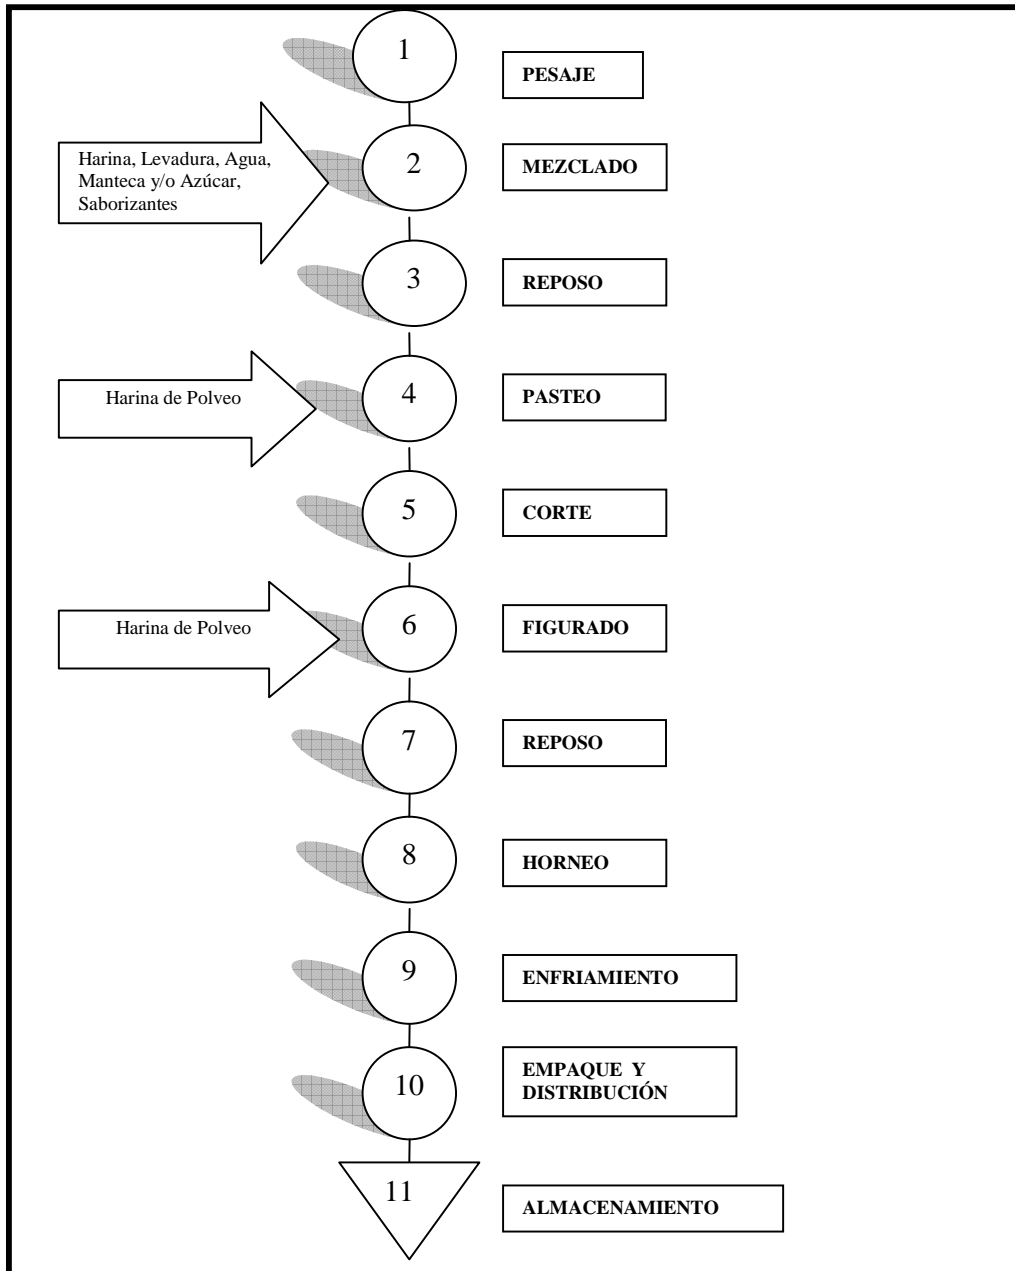 1
PESAJE
Harina, Levadura, Agua,
Manteca y/o Azúcar,
Saborizantes
2
MEZCLADO
3
REPOSO
Harina de Polveo
4
PASTEO
5
CORTE
Harina de Polveo
6
FIGURADO
7
REPOSO
8
HORNEO
9
ENFRIAMIENTO
10
EMPAQUE Y
DISTRIBUCIÓN
11
ALMACENAMIENTO